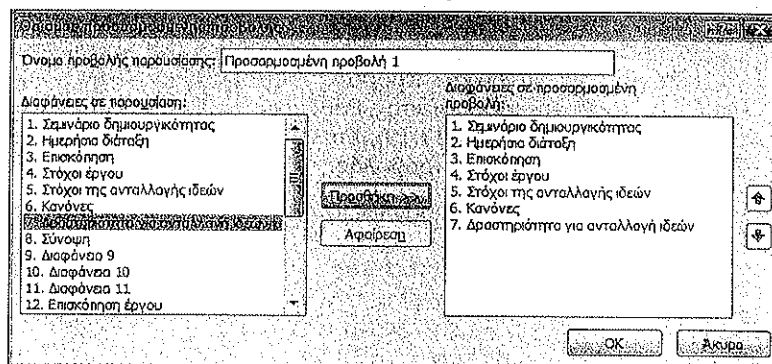 Όνομα προβολής παρουσίασης: Προσαρμοσμένη προβολή 1
Διαφάνειες σε παρουσίαση:
1. Σεμινάριο δημιουργικότητας
2. Ημερήσια διάταξη
3. Επισκόπηση
4. Στόχοι έργου
5. Στόχοι της ανταλλαγής ιδεών
6. Κανόνες
8. Σύνοψη
9. Διαφάνεια 9
10. Διαφάνεια 10
11. Διαφάνεια 11
12. Επισκόπηση έργου
Προσθήκη >>
Αφαίρεση
Διαφάνειες σε προσαρμοσμένη
προβολή:
1. Σεμινάριο δημιουργικότητας
2. Ημερήσια διάταξη
3. Επισκόπηση
4. Στόχοι έργου
5. Στόχοι της ανταλλαγής ιδεών
6. Κανόνες
7. Δραστηριότητα για ανταλλαγή ιδεών
OK
Άκυρο